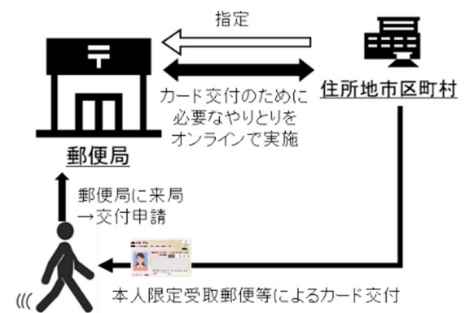 指定
カード交付のために
必要なやりとりを
オンラインで実施
住所地市区町村
郵便局
郵便局に来局
→交付申請
本人限定受取郵便等によるカード交付